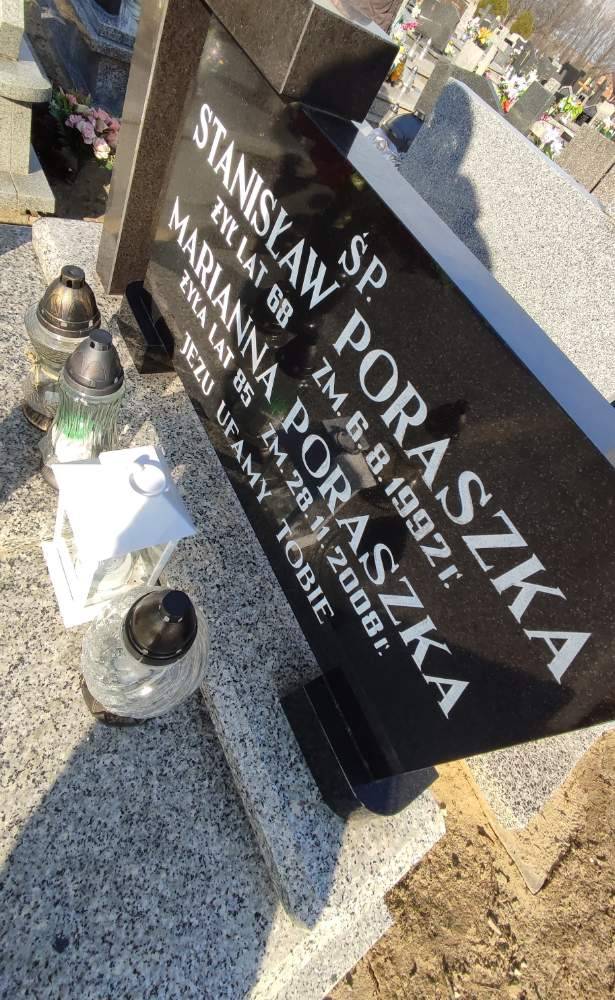 ŚP.
STANISŁAW PORASZKA
ŻYŁ LAT 68 ZM. 6.8.1992 r.
MARIANNA PORASZKA
ŻYŁA LAT 85 ZM. 28.11.2008 r.
JEZU UFAMY TOBIE